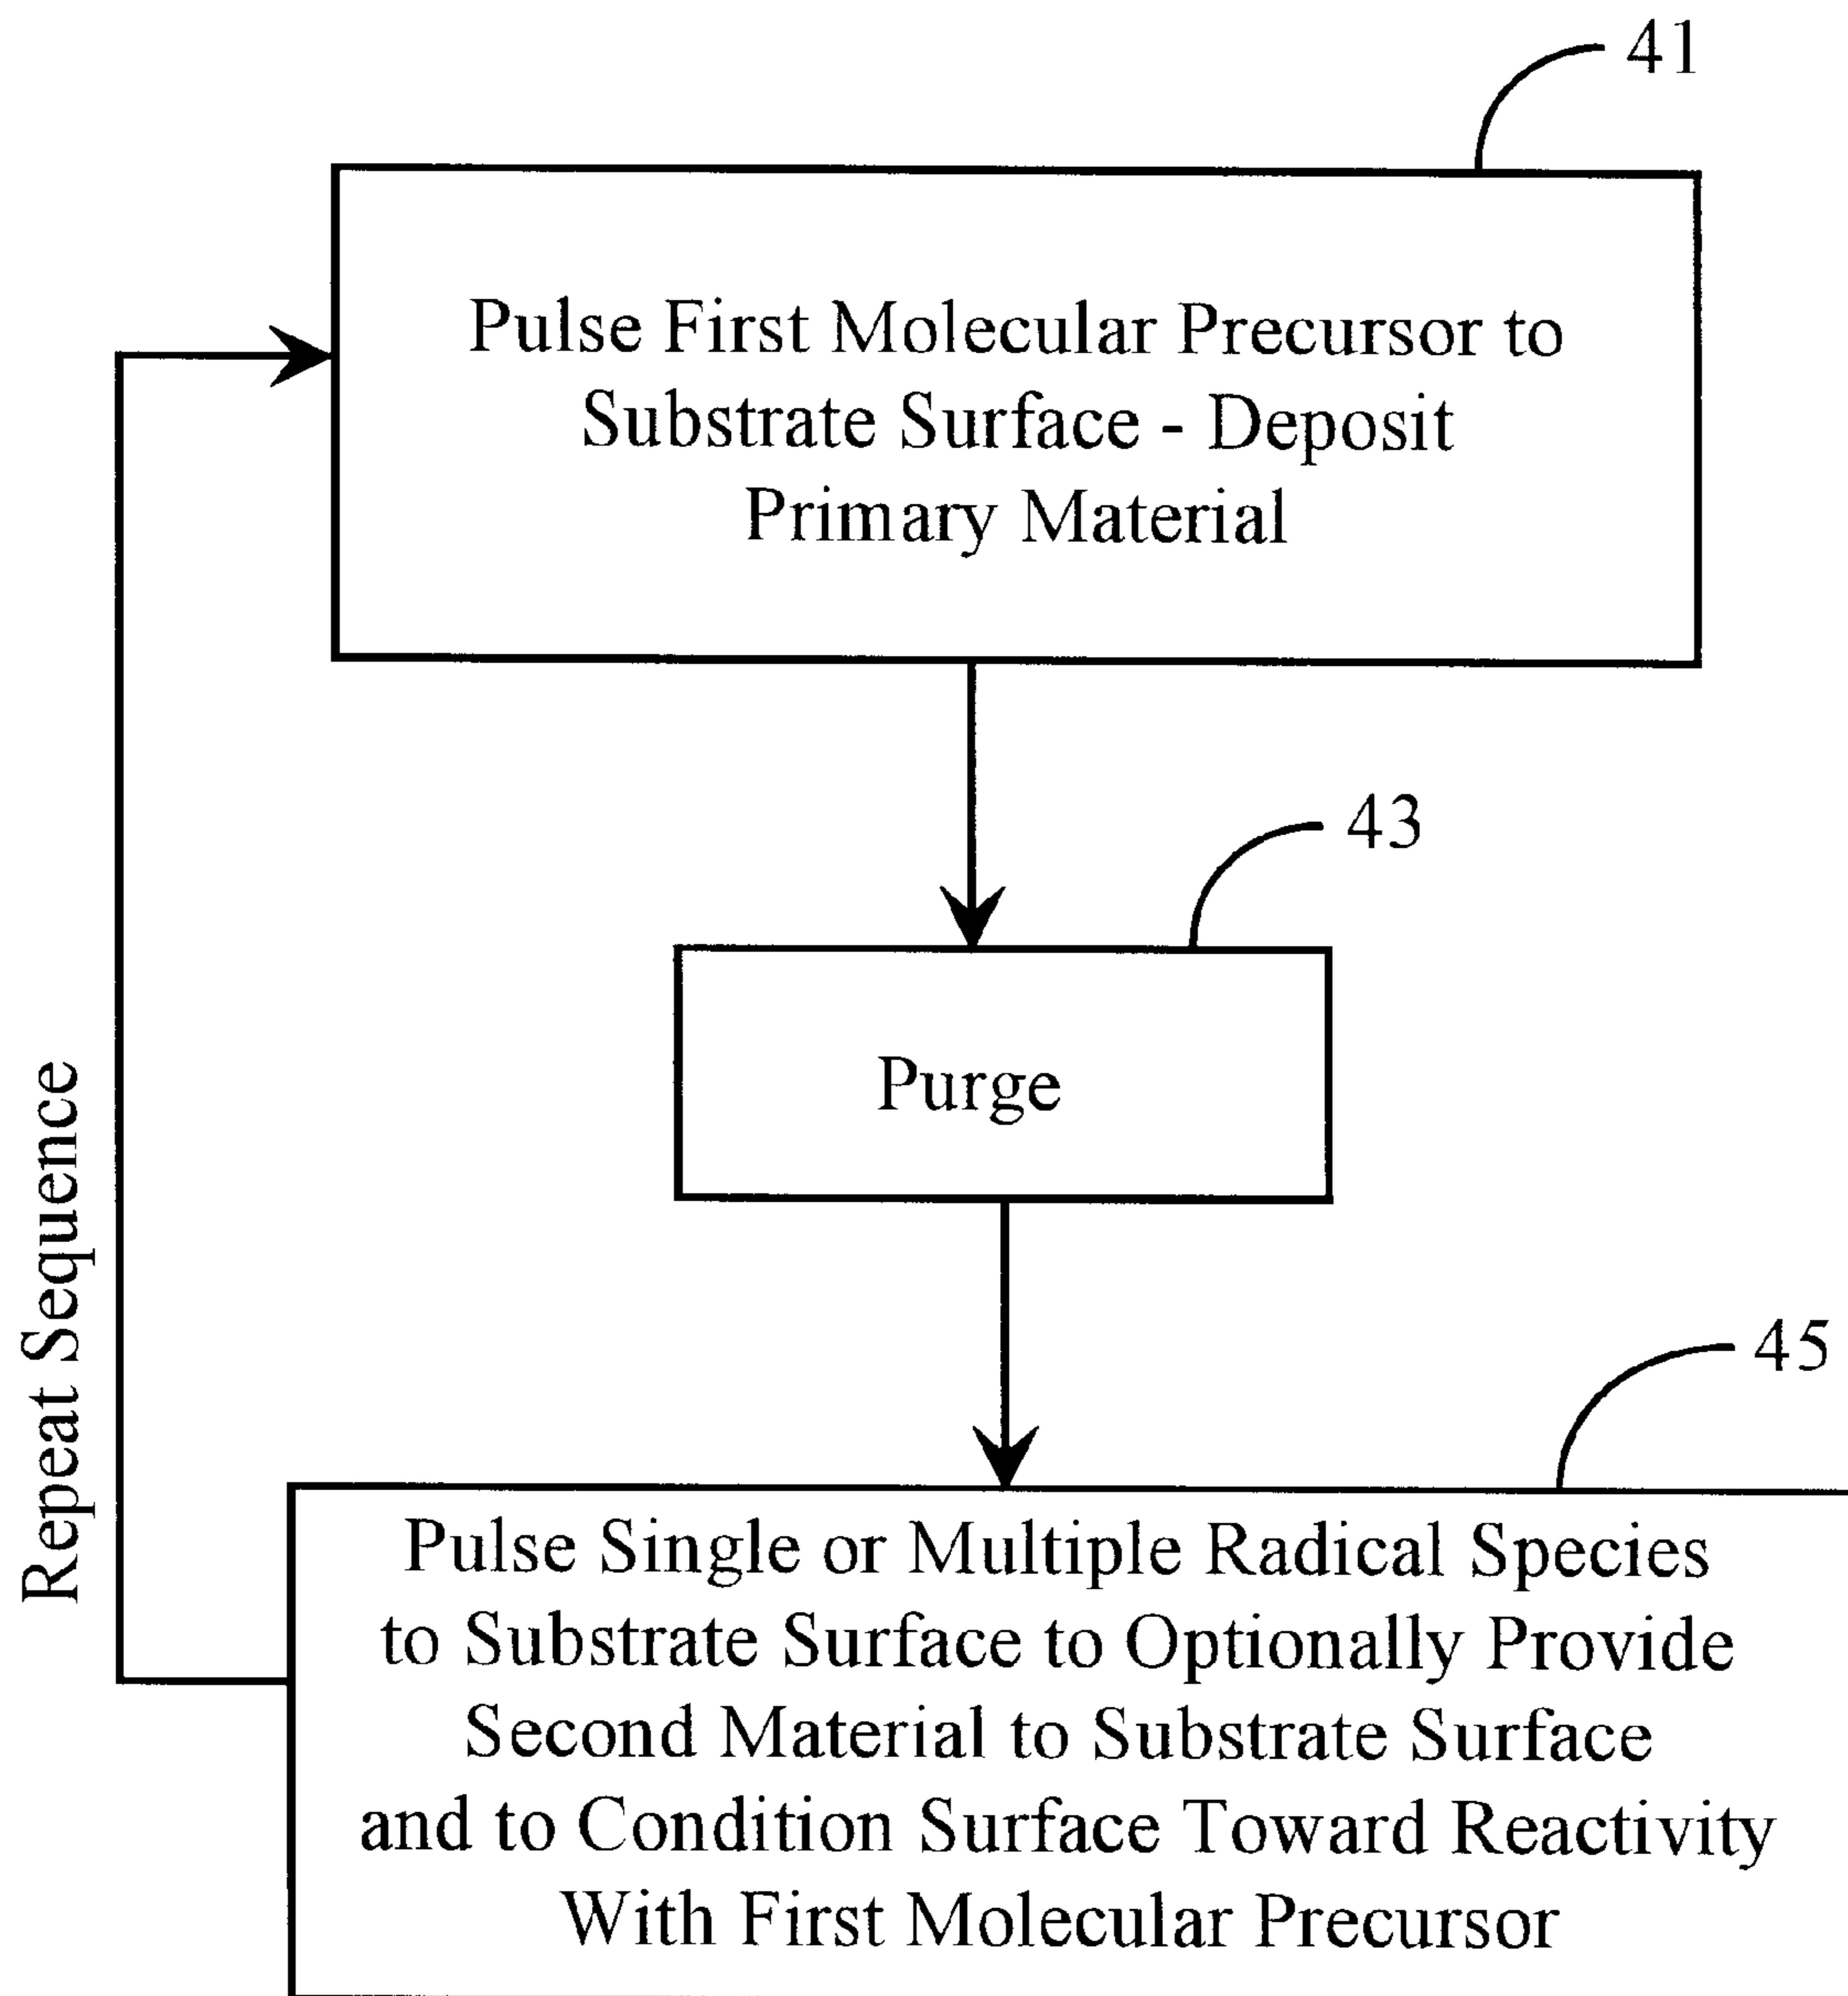 41
Pulse First Molecular Precursor to
Substrate Surface - Deposit
Primary Material
43
Purge
Repeat Sequence
45
Pulse Single or Multiple Radical Species
to Substrate Surface to Optionally Provide
Second Material to Substrate Surface
and to Condition Surface Toward Reactivity
With First Molecular Precursor